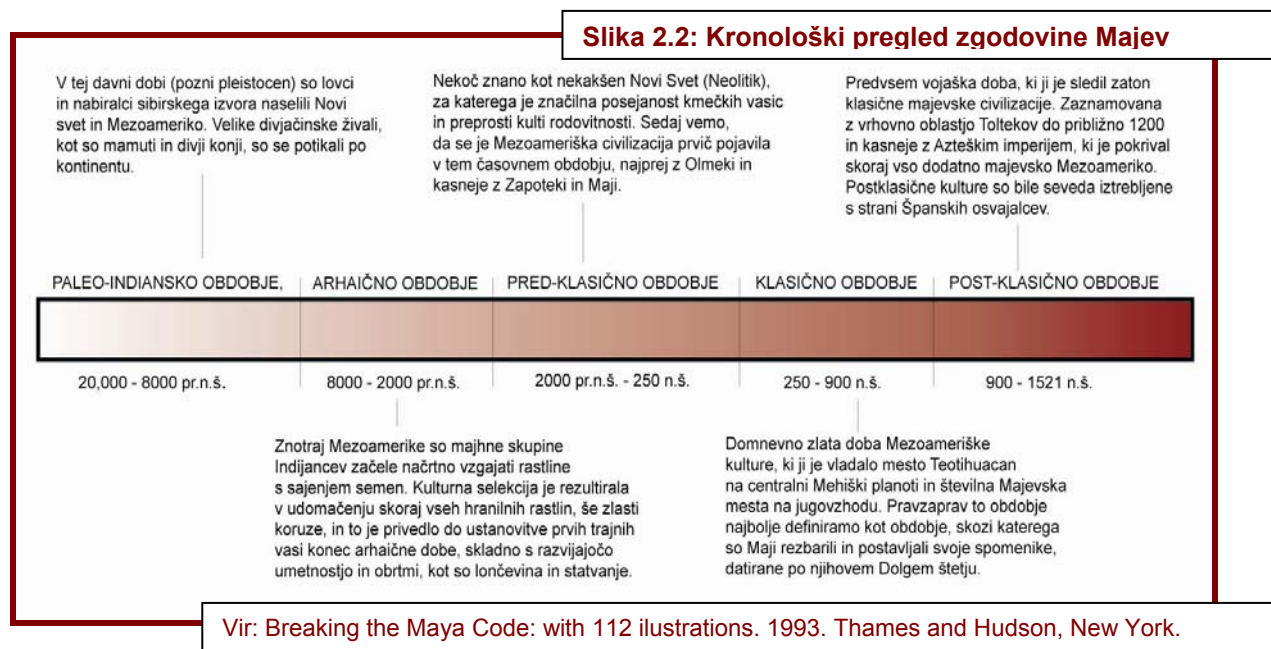 Slika 2.2: Kronološki pregled zgodovine Majev
V tej davni dobi (pozni pleistocen) so lovci
in nabiralci sibirskega izvora naselili Novi
svet in Mezoameriko. Velike divjačinske živali,
kot so mamuti in divji konji, so se potikali po
kontinentu.
Nekoč znano kot nekakšen Novi Svet (Neolitik),
za katerega je značilna posejanost kmečkih vasic
in preprosti kulti rodovitnosti. Sedaj vemo,
da se je Mezoameriška civilizacija prvič pojavila
v tem časovnem obdobju, najprej z Olmeki in
kasneje z Zapoteki in Maji.
Predvsem vojaška doba, ki ji je sledil zaton
klasične majevske civilizacije. Zaznamovana
z vrhovno oblastjo Toltekov do približno 1200
in kasneje z Azteškim imperijem, ki je pokrival
skoraj vso dodatno majevsko Mezoameriko.
Postklasične kulture so bile seveda iztrebljene
s strani Španskih osvajalcev.
PALEO-INDIANSKO OBDOBJE,
ARHAIČNO OBDOBJE
PRED-KLASIČNO OBDOBJE
KLASIČNO OBDOBJE
POST-KLASIČNO OBDOBJE
20,000 - 8000 pr.n.š.
8000 - 2000 pr.n.š.
2000 pr.n.š. - 250 n.š.
250 - 900 n.š.
900 - 1521 n.š.
Znotraj Mezoamerike so majhne skupine
Indijancev začele načrtno vzgajati rastline
s sajenjem semen. Kulturna selekcija je rezultirala
v udomačenju skoraj vseh hranilnih rastlin, še zlasti
koruze, in to je privedlo do ustanovitve prvih trajnih
vasi konec arhaične dobe, skladno s razvijajočo
umetnostjo in obrtmi, kot so lončevina in statvanje.
Domnevno zlata doba Mezoameriške
kulture, ki ji je vladalo mesto Teotihuacan
na centralni Mehiški planoti in številna Majevska
mesta na jugovzhodu. Pravzaprav to obdobje
najbolje definiramo kot obdobje, skozi katerega
so Maji rezbarili in postavljali svoje spomenike,
datirane po njihovem Dolgem štetju.
Vir: Breaking the Maya Code: with 112 ilustrations. 1993. Thames and Hudson, New York.